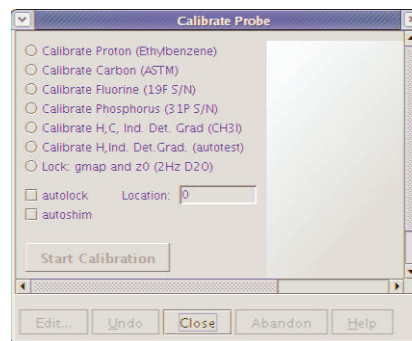 Calibrate Probe
Calibrate Proton (Ethylbenzene)
Calibrate Carbon (ASTM)
Calibrate Fluorine (19F S/N)
Calibrate Phosphorus (31P S/N)
Calibrate H,C, Ind. Det. Grad (CH3I)
Calibrate H,Ind. Det.Grad. (autotest)
Lock: gmap and z0 (2Hz D2O)
autolock Location: 0
autoshim
Start Calibration
Edit... Undo Close Abandon Help